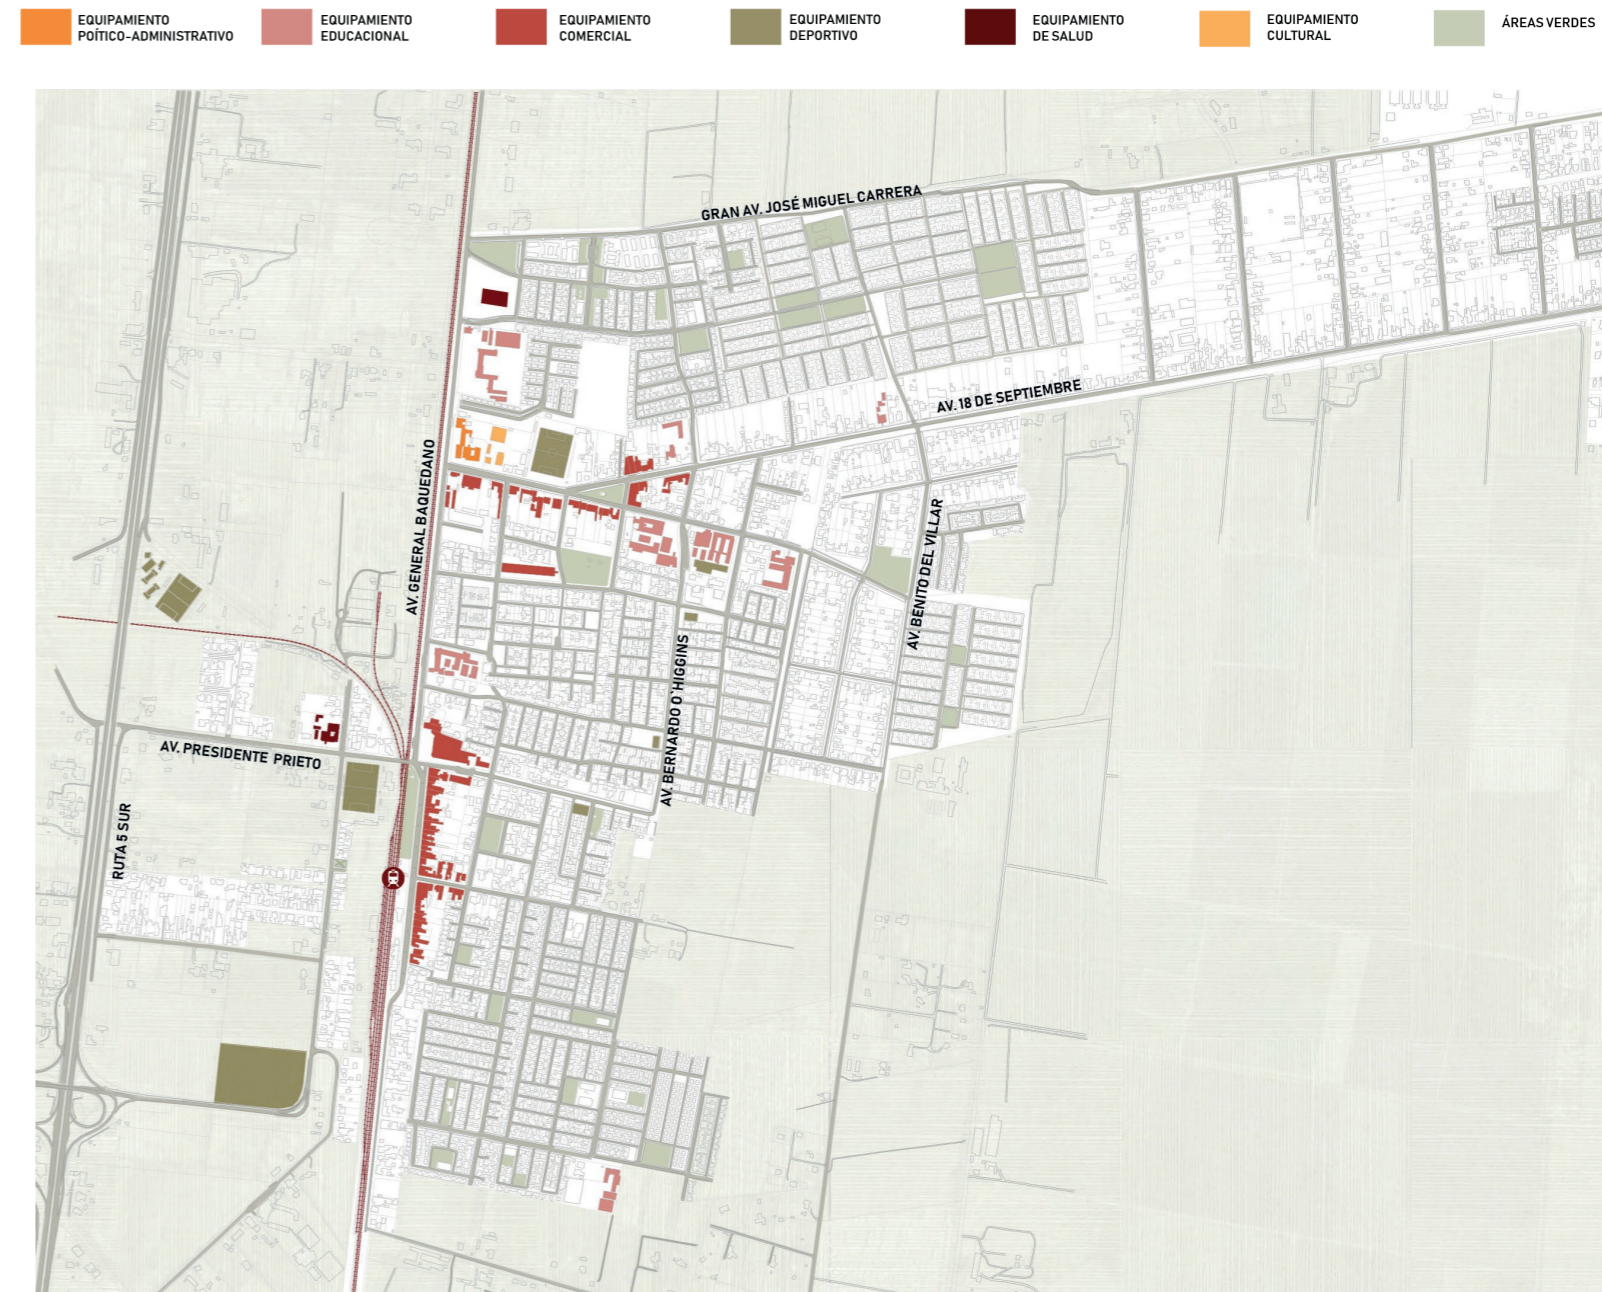 EQUIPAMIENTO
POÍTICO-ADMINISTRATIVO
EQUIPAMIENTO
EDUCACIONAL
EQUIPAMIENTO
COMERCIAL
EQUIPAMIENTO
DEPORTIVO
EQUIPAMIENTO
DE SALUD
EQUIPAMIENTO
CULTURAL
ÁREAS VERDES
GRAN AV. JOSÉ MIGUEL CARRERA
AV. 18 DE SEPTIEMBRE
AV. GENERAL BAQUEDANO
AV. BENITO DEL VILLAR
AV. BERNARDO O´HIGGINS
AV. PRESIDENTE PRIETO
RUTA 5 SUR